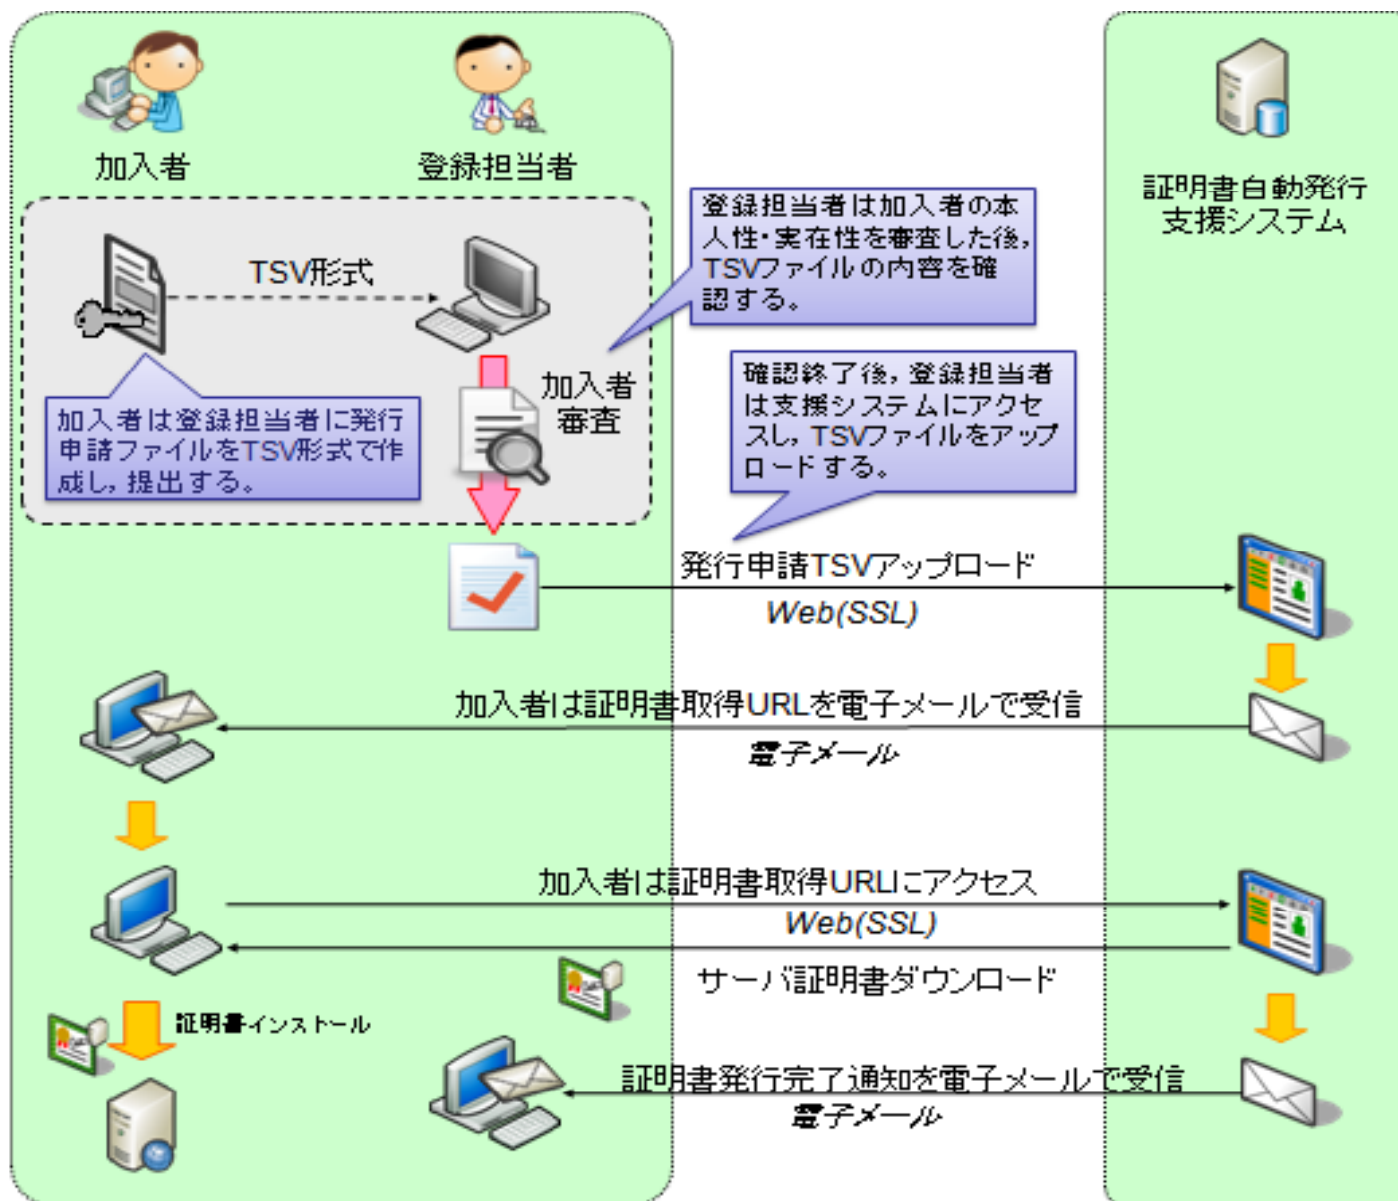 加入者
登録担当者
証明書自動発行
支援システム
登録担当者は加入者の本
人性・実在性を審査した後,
TSVファイルの内容を確
認する。
TSV形式
加入者
審査
確認終了後, 登録担当者
は支援システムにアクセ
スし, TSVファイルをアップ
ロードする。
加入者は登録担当者に発行
申請ファイルをTSV形式で作
成し, 提出する。
発行申請TSVアップロード
Web(SSL)
加入者は証明書取得URLを電子メールで受信
電子メール
加入者は証明書取得URLにアクセス
Web(SSL)
サーバ証明書ダウンロード
証明書インストール
証明書発行完了通知を電子メールで受信
電子メール